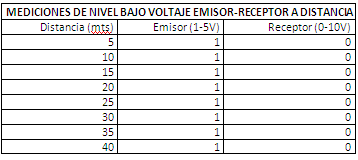 MEDICIONES DE NIVEL BAJO VOLTAJE EMISOR-RECEPTOR A DISTANCIA
Distancia (mts) Emisor (1-5V) Receptor (0-10V)
5 1 0
10 1 0
15 1 0
20 1 0
25 1 0
30 1 0
35 1 0
40 1 0